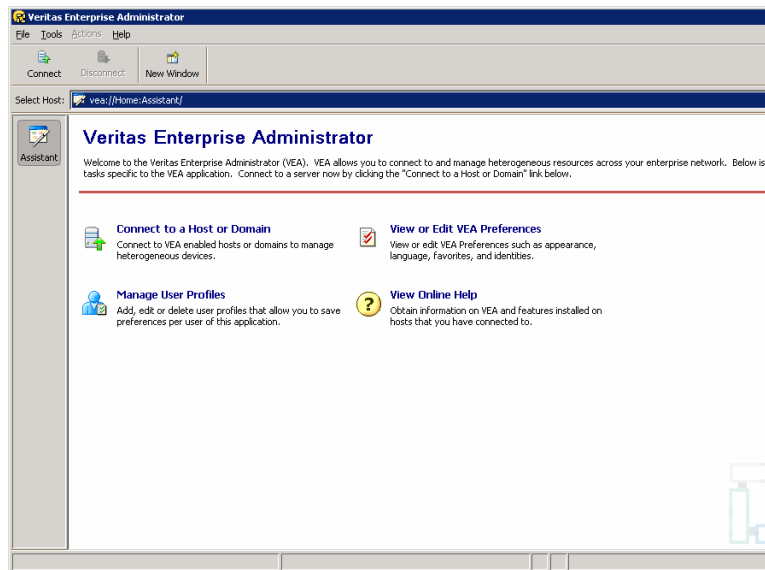 Veritas Enterprise Administrator
File Tools Actions Help
Connect Disconnect New Window
Select Host: vea://Home:Assistant/
Assistant
Veritas Enterprise Administrator
Welcome to the Veritas Enterprise Administrator (VEA). VEA allows you to connect to and manage heterogeneous resources across your enterprise network. Below is
tasks specific to the VEA application. Connect to a server now by clicking the "Connect to a Host or Domain" link below.
Connect to a Host or Domain
Connect to VEA enabled hosts or domains to manage
heterogeneous devices.
View or Edit VEA Preferences
View or edit VEA Preferences such as appearance,
language, favorites, and identities.
Manage User Profiles
Add, edit or delete user profiles that allow you to save
preferences per user of this application.
View Online Help
Obtain information on VEA and features installed on
hosts that you have connected to.